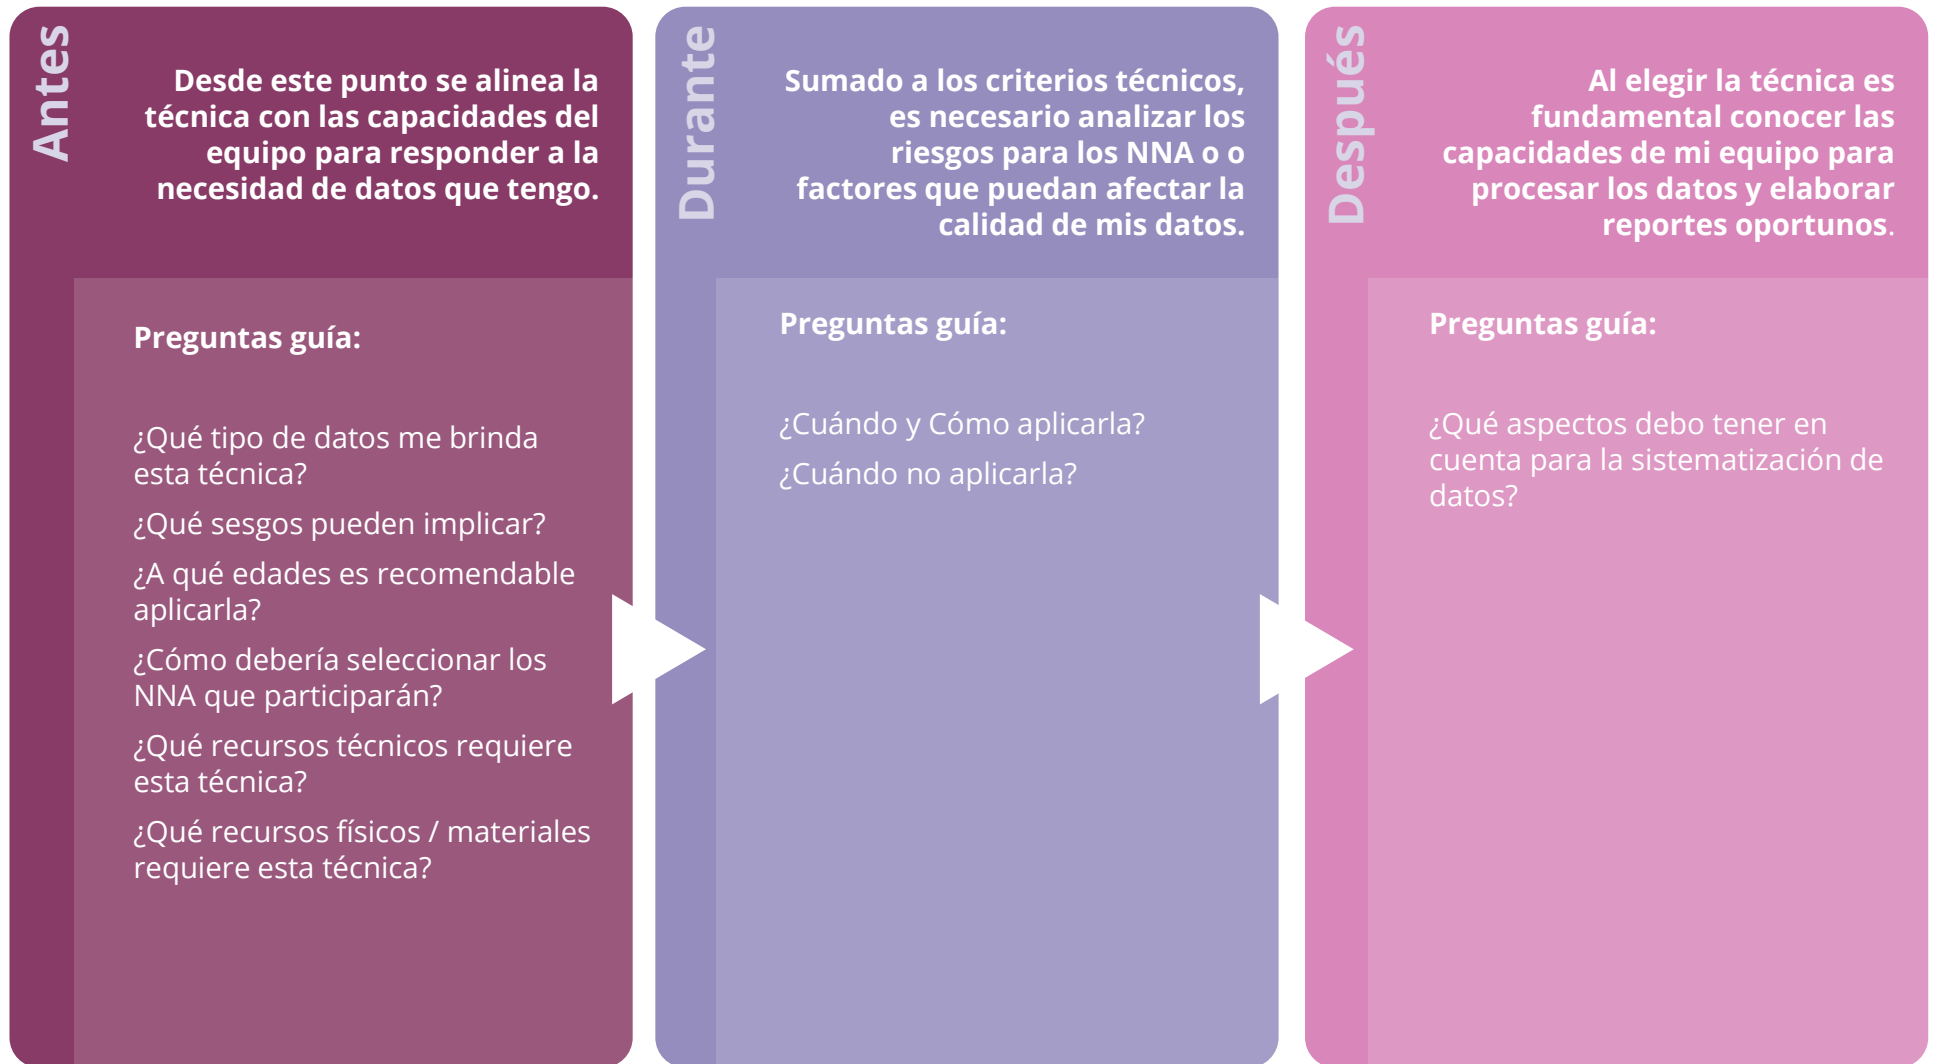 Antes
Desde este punto se alinea la
técnica con las capacidades del
equipo para responder a la
necesidad de datos que tengo.
Preguntas guía:
¿Qué tipo de datos me brinda
esta técnica?
¿Qué sesgos pueden implicar?
¿A qué edades es recomendable
aplicarla?
¿Cómo debería seleccionar los
NNA que participarán?
¿Qué recursos técnicos requiere
esta técnica?
¿Qué recursos físicos / materiales
requiere esta técnica?
Durante
Sumado a los criterios técnicos,
es necesario analizar los
riesgos para los NNA o o
factores que puedan afectar la
calidad de mis datos.
Preguntas guía:
¿Cuándo y Cómo aplicarla?
¿Cuándo no aplicarla?
Después
Al elegir la técnica es
fundamental conocer las
capacidades de mi equipo para
procesar los datos y elaborar
reportes oportunos.
Preguntas guía:
¿Qué aspectos debo tener en
cuenta para la sistematización de
datos?